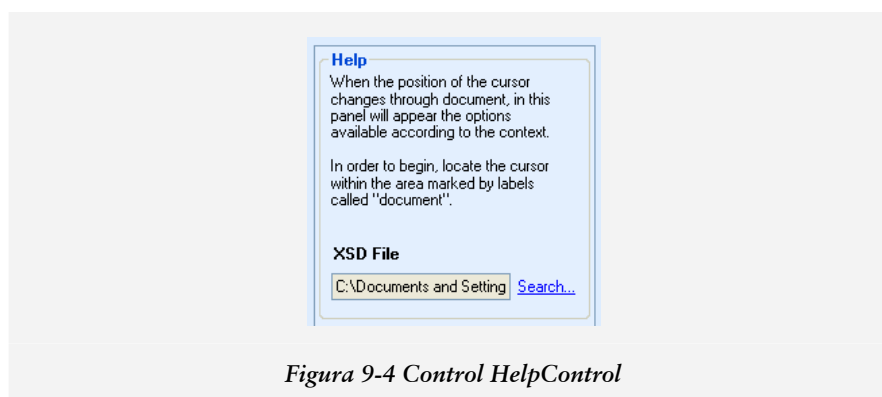 Help
When the position of the cursor
changes through document, in this
panel will appear the options
available according to the context.
In order to begin, locate the cursor
within the area marked by labels
called "document".
XSD File
C:\Documents and Setting Search...
Figura 9-4 Control HelpControl